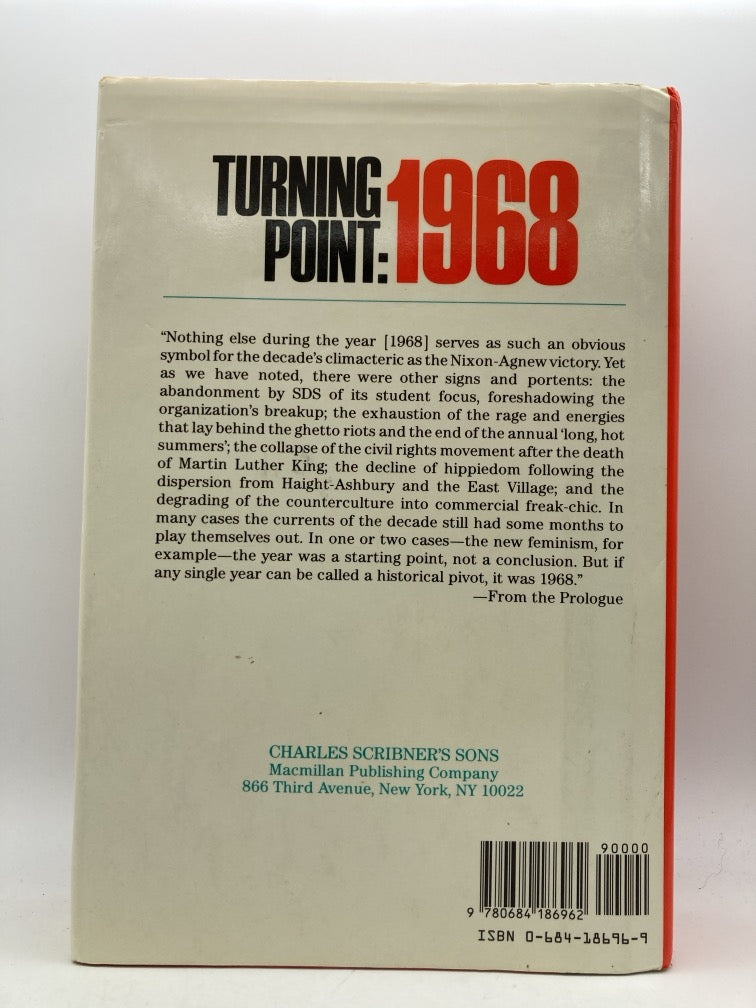 TURNING
POINT: 1968
“Nothing else during the year [1968] serves as such an obvious
symbol for the decade's climacteric as the Nixon-Agnew victory. Yet
as we have noted, there were other signs and portents: the
abandonment by SDS of its student focus, foreshadowing the
organization's breakup; the exhaustion of the rage and energies
that lay behind the ghetto riots and the end of the annual ‘long, hot
summers’; the collapse of the civil rights movement after the death
of Martin Luther King; the decline of hippiedom following the
dispersion from Haight-Ashbury and the East Village; and the
degrading of the counterculture into commercial freak-chic. In
many cases the currents of the decade still had some months to
play themselves out. In one or two cases—the new feminism, for
example—the year was a starting point, not a conclusion. But if
any single year can be called a historical pivot, it was 1968.”
—From the Prologue
CHARLES SCRIBNER'S SONS
Macmillan Publishing Company
866 Third Avenue, New York, NY 10022
90000
9 780684 186962
ISBN 0-684-18696-9